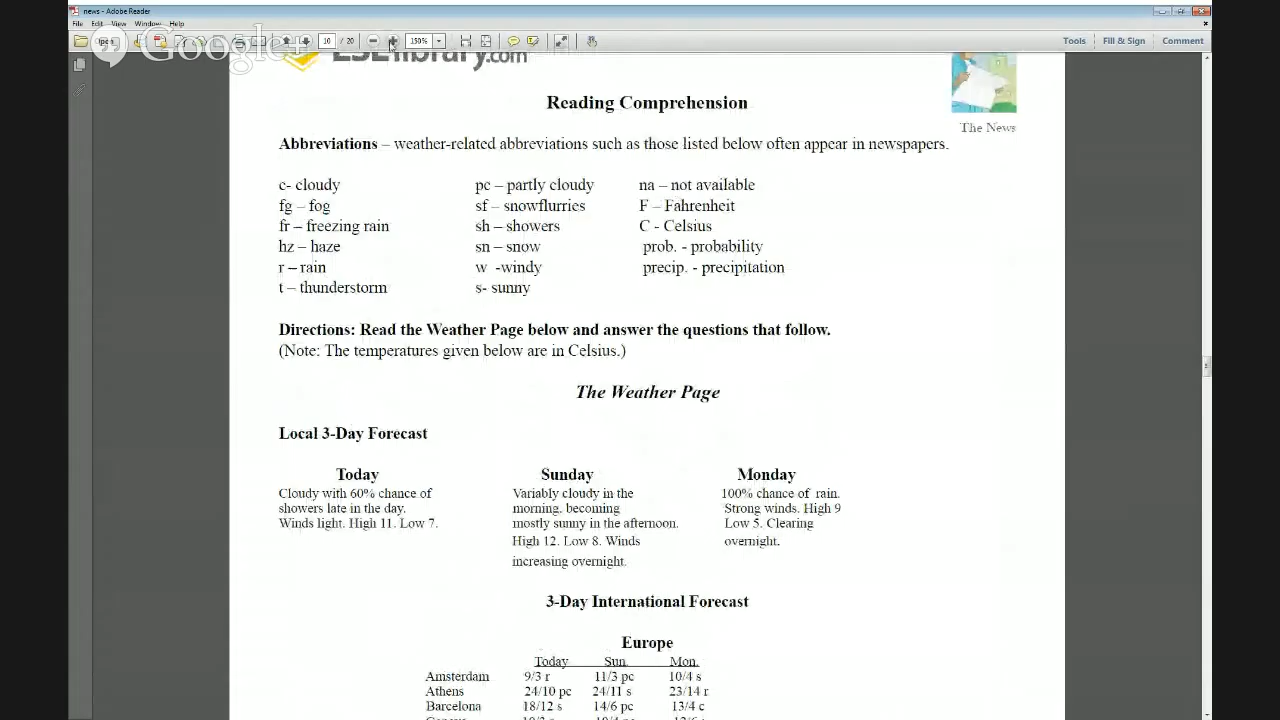 news - Adobe Reader
File Edit View Window Help
Open
Google+
10 / 20
150%
Tools Fill & Sign Comment
ESLlibrary.com
Reading Comprehension
The News
Abbreviations – weather-related abbreviations such as those listed below often appear in newspapers.
c- cloudy pc – partly cloudy na – not available
fg – fog sf – snowflurries F – Fahrenheit
fr – freezing rain sh – showers C - Celsius
hz – haze sn – snow prob. - probability
r – rain w -windy precip. - precipitation
t – thunderstorm s- sunny
Directions: Read the Weather Page below and answer the questions that follow.
(Note: The temperatures given below are in Celsius.)
The Weather Page
Local 3-Day Forecast
Today Sunday Monday
Cloudy with 60% chance of Variably cloudy in the 100% chance of rain.
showers late in the day. morning, becoming Strong winds. High 9
Winds light. High 11. Low 7. mostly sunny in the afternoon. Low 5. Clearing
High 12. Low 8. Winds overnight.
increasing overnight.
3-Day International Forecast
Europe
Today Sun. Mon.
Amsterdam 9/3 r 11/3 pc 10/4 s
Athens 24/10 pc 24/11 s 23/14 r
Barcelona 18/12 s 14/6 pc 13/4 c